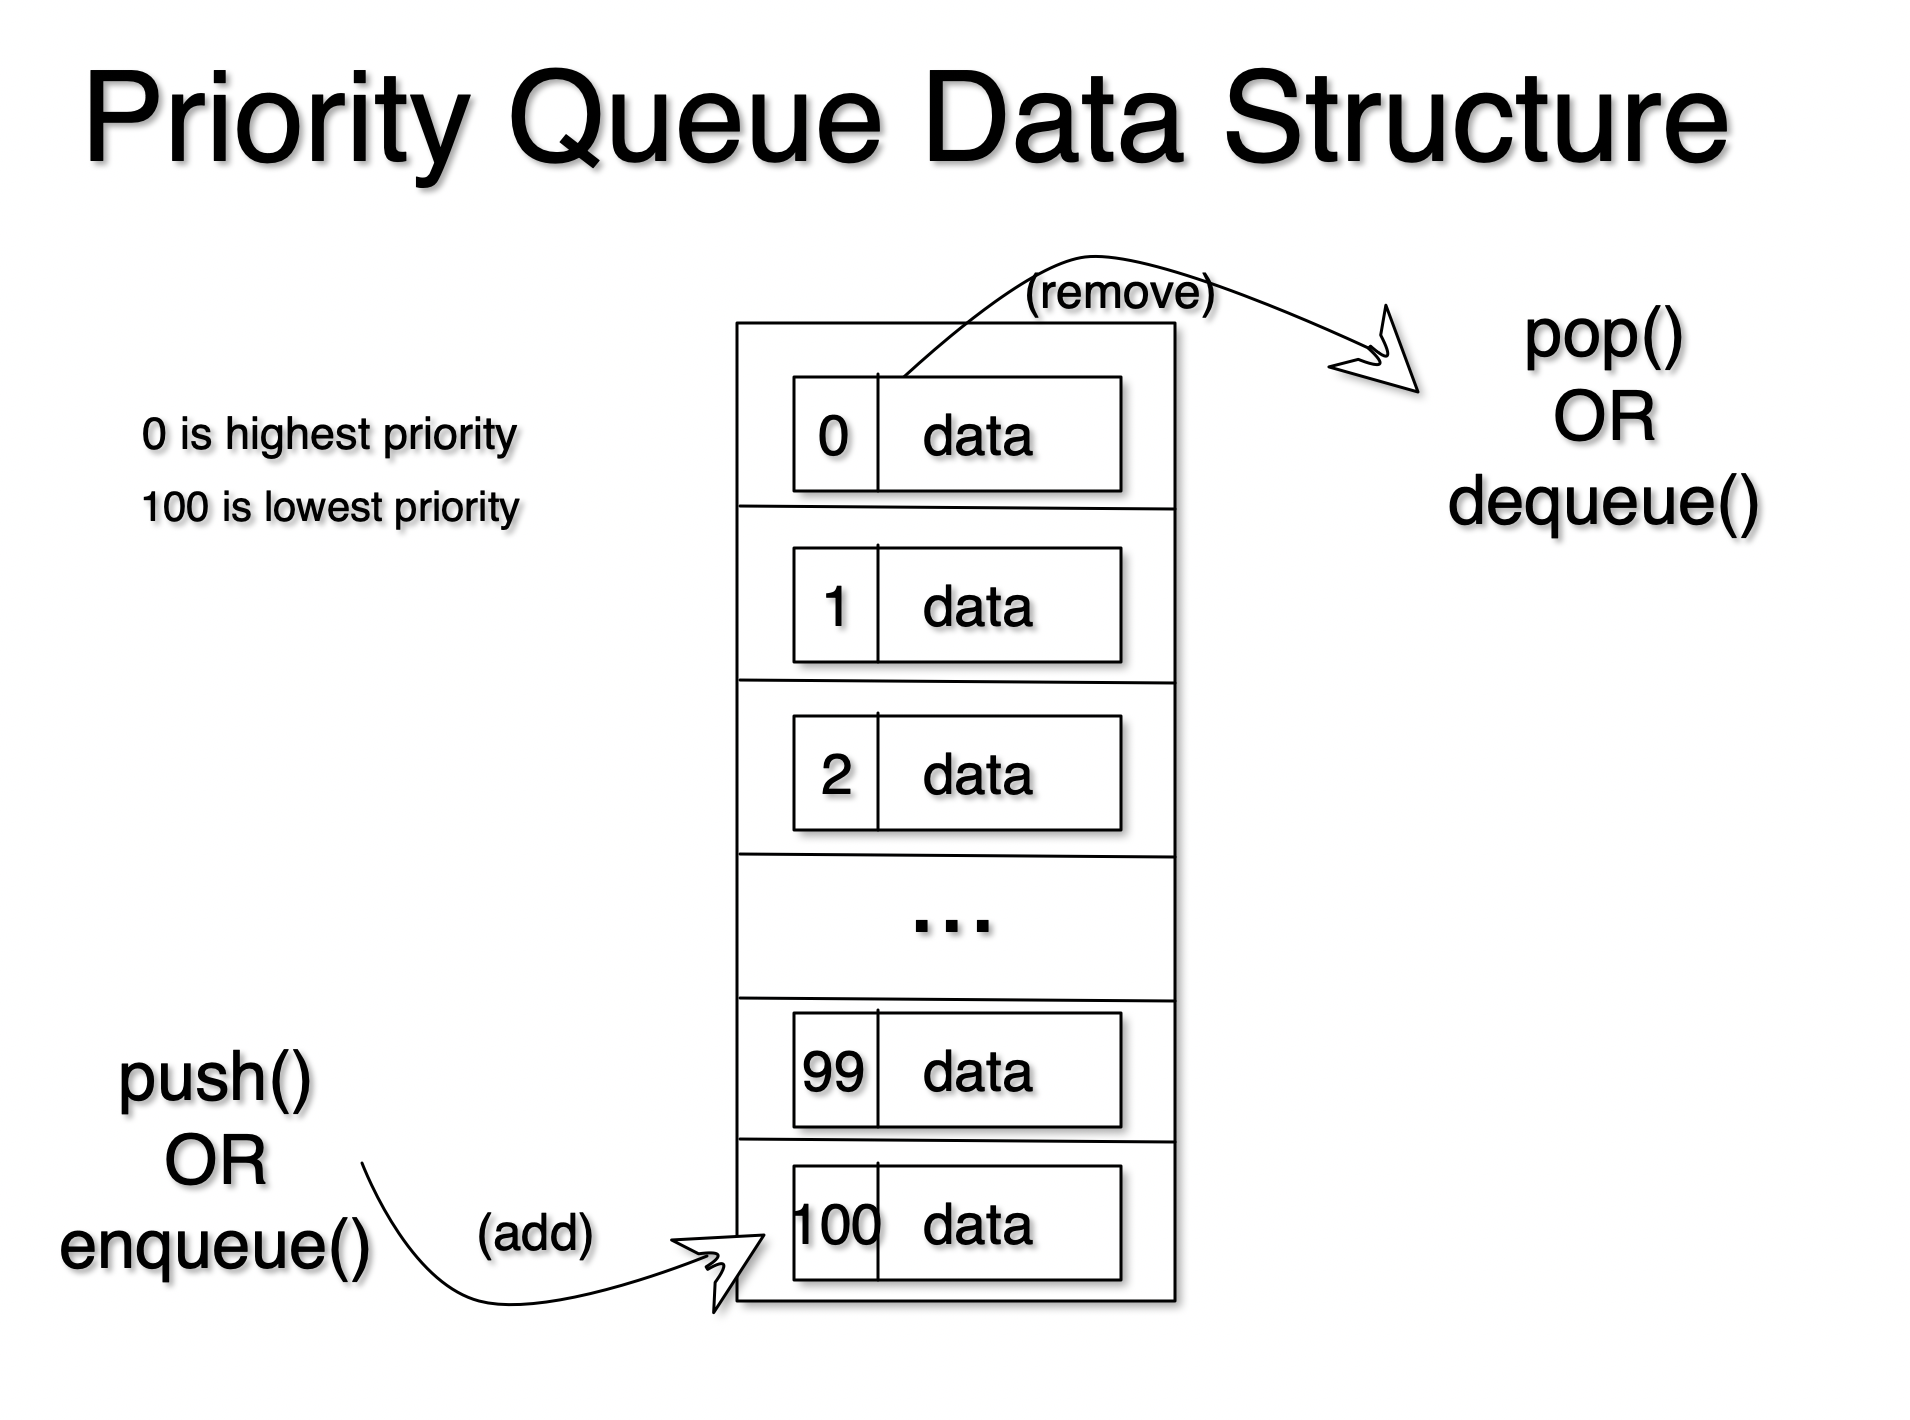 Priority Queue Data Structure
(remove)
pop()
OR
dequeue()
0 is highest priority
100 is lowest priority
0 data
1 data
2 data
...
99 data
100 data
push()
OR
enqueue()
(add)